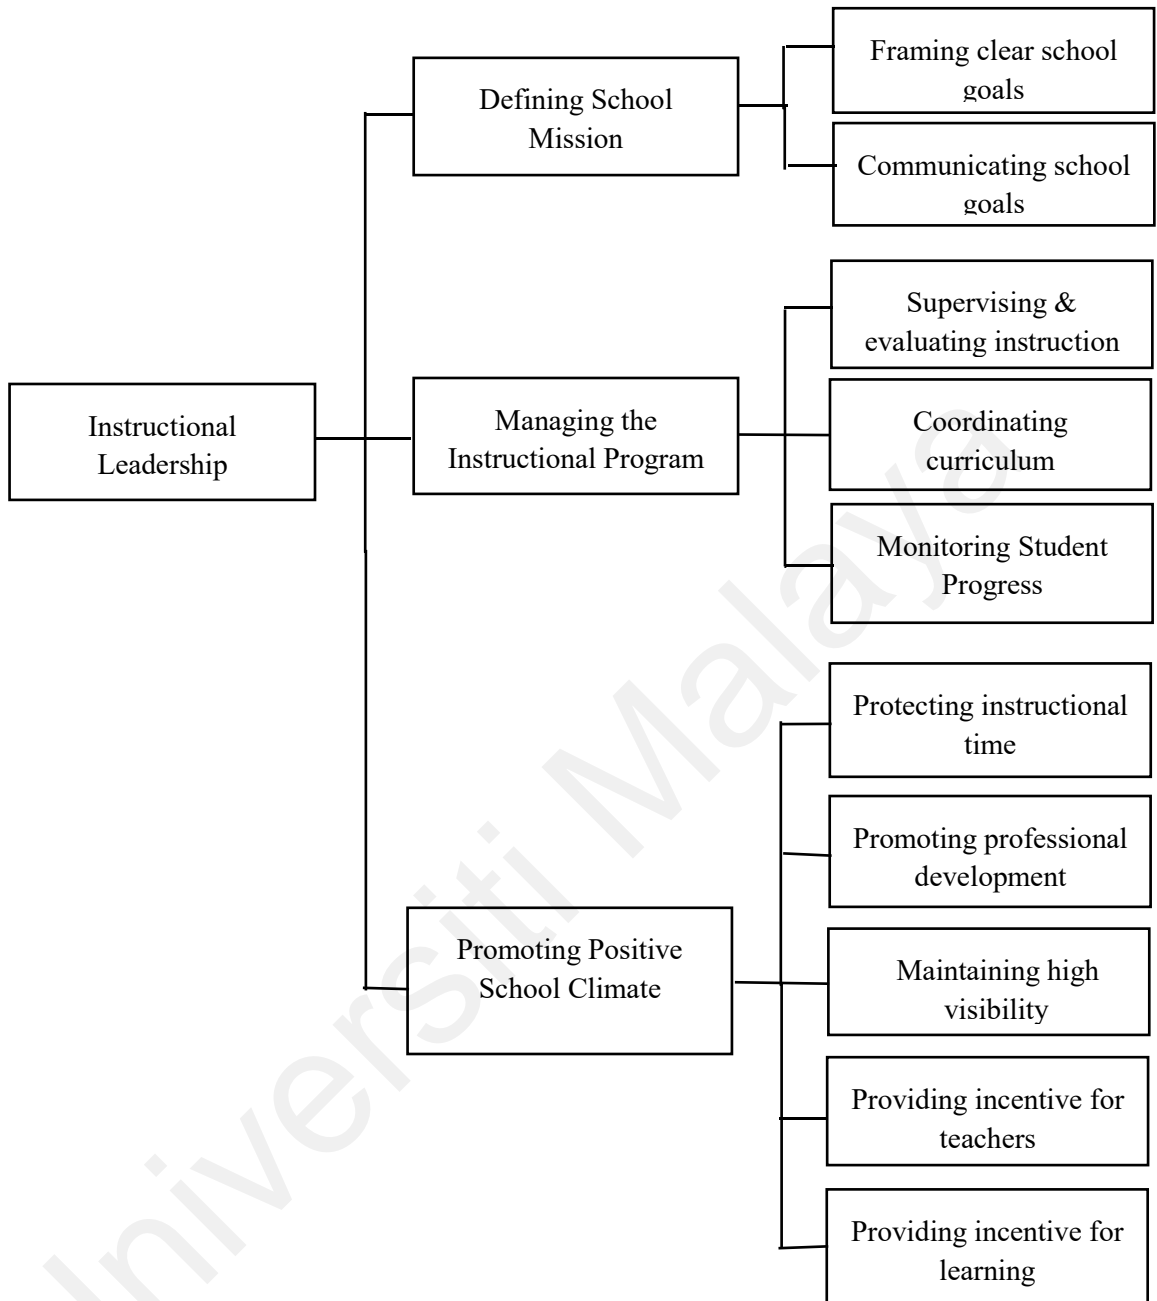 Instructional
Leadership
Defining School
Mission
Framing clear school
goals
Communicating school
goals
Managing the
Instructional Program
Supervising &
evaluating instruction
Coordinating
curriculum
Monitoring Student
Progress
Promoting Positive
School Climate
Protecting instructional
time
Promoting professional
development
Maintaining high
visibility
Providing incentive for
teachers
Providing incentive for
learning
Universiti Malaya